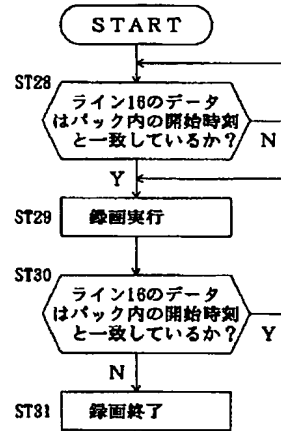 START
ST28
ライン16のデータ
はパック内の開始時刻
と一致しているか?
N
Y
ST29
録画実行
ST30
ライン16のデータ
はパック内の開始時刻
と一致しているか?
Y
N
ST31
録画終了